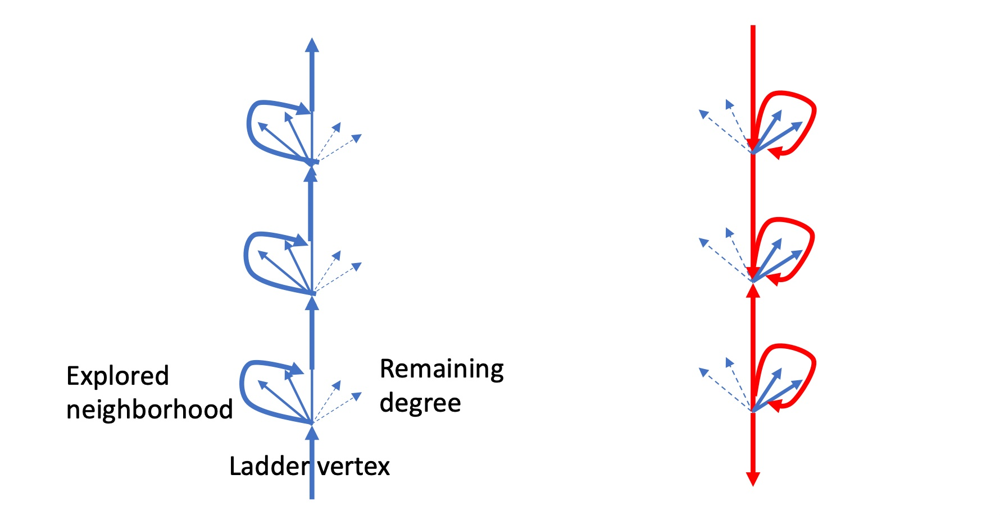 Explored
neighborhood
Remaining
degree
Ladder vertex